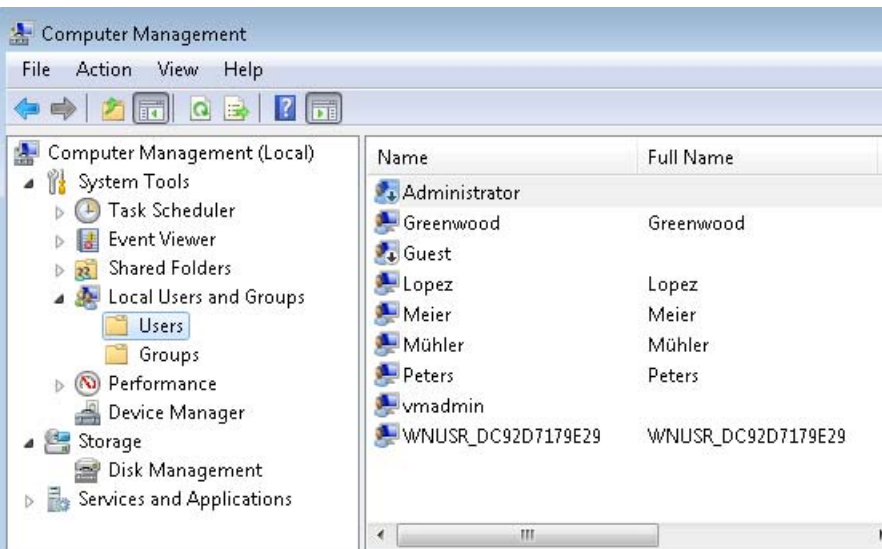 Computer Management
File Action View Help
Computer Management (Local)
System Tools
Task Scheduler
Event Viewer
Shared Folders
Local Users and Groups
Users
Groups
Performance
Device Manager
Storage
Disk Management
Services and Applications
Name Full Name
Administrator
Greenwood Greenwood
Guest
Lopez Lopez
Meier Meier
Mühler Mühler
Peters Peters
vmadmin
WNUSR_DC92D7179E29 WNUSR_DC92D7179E29